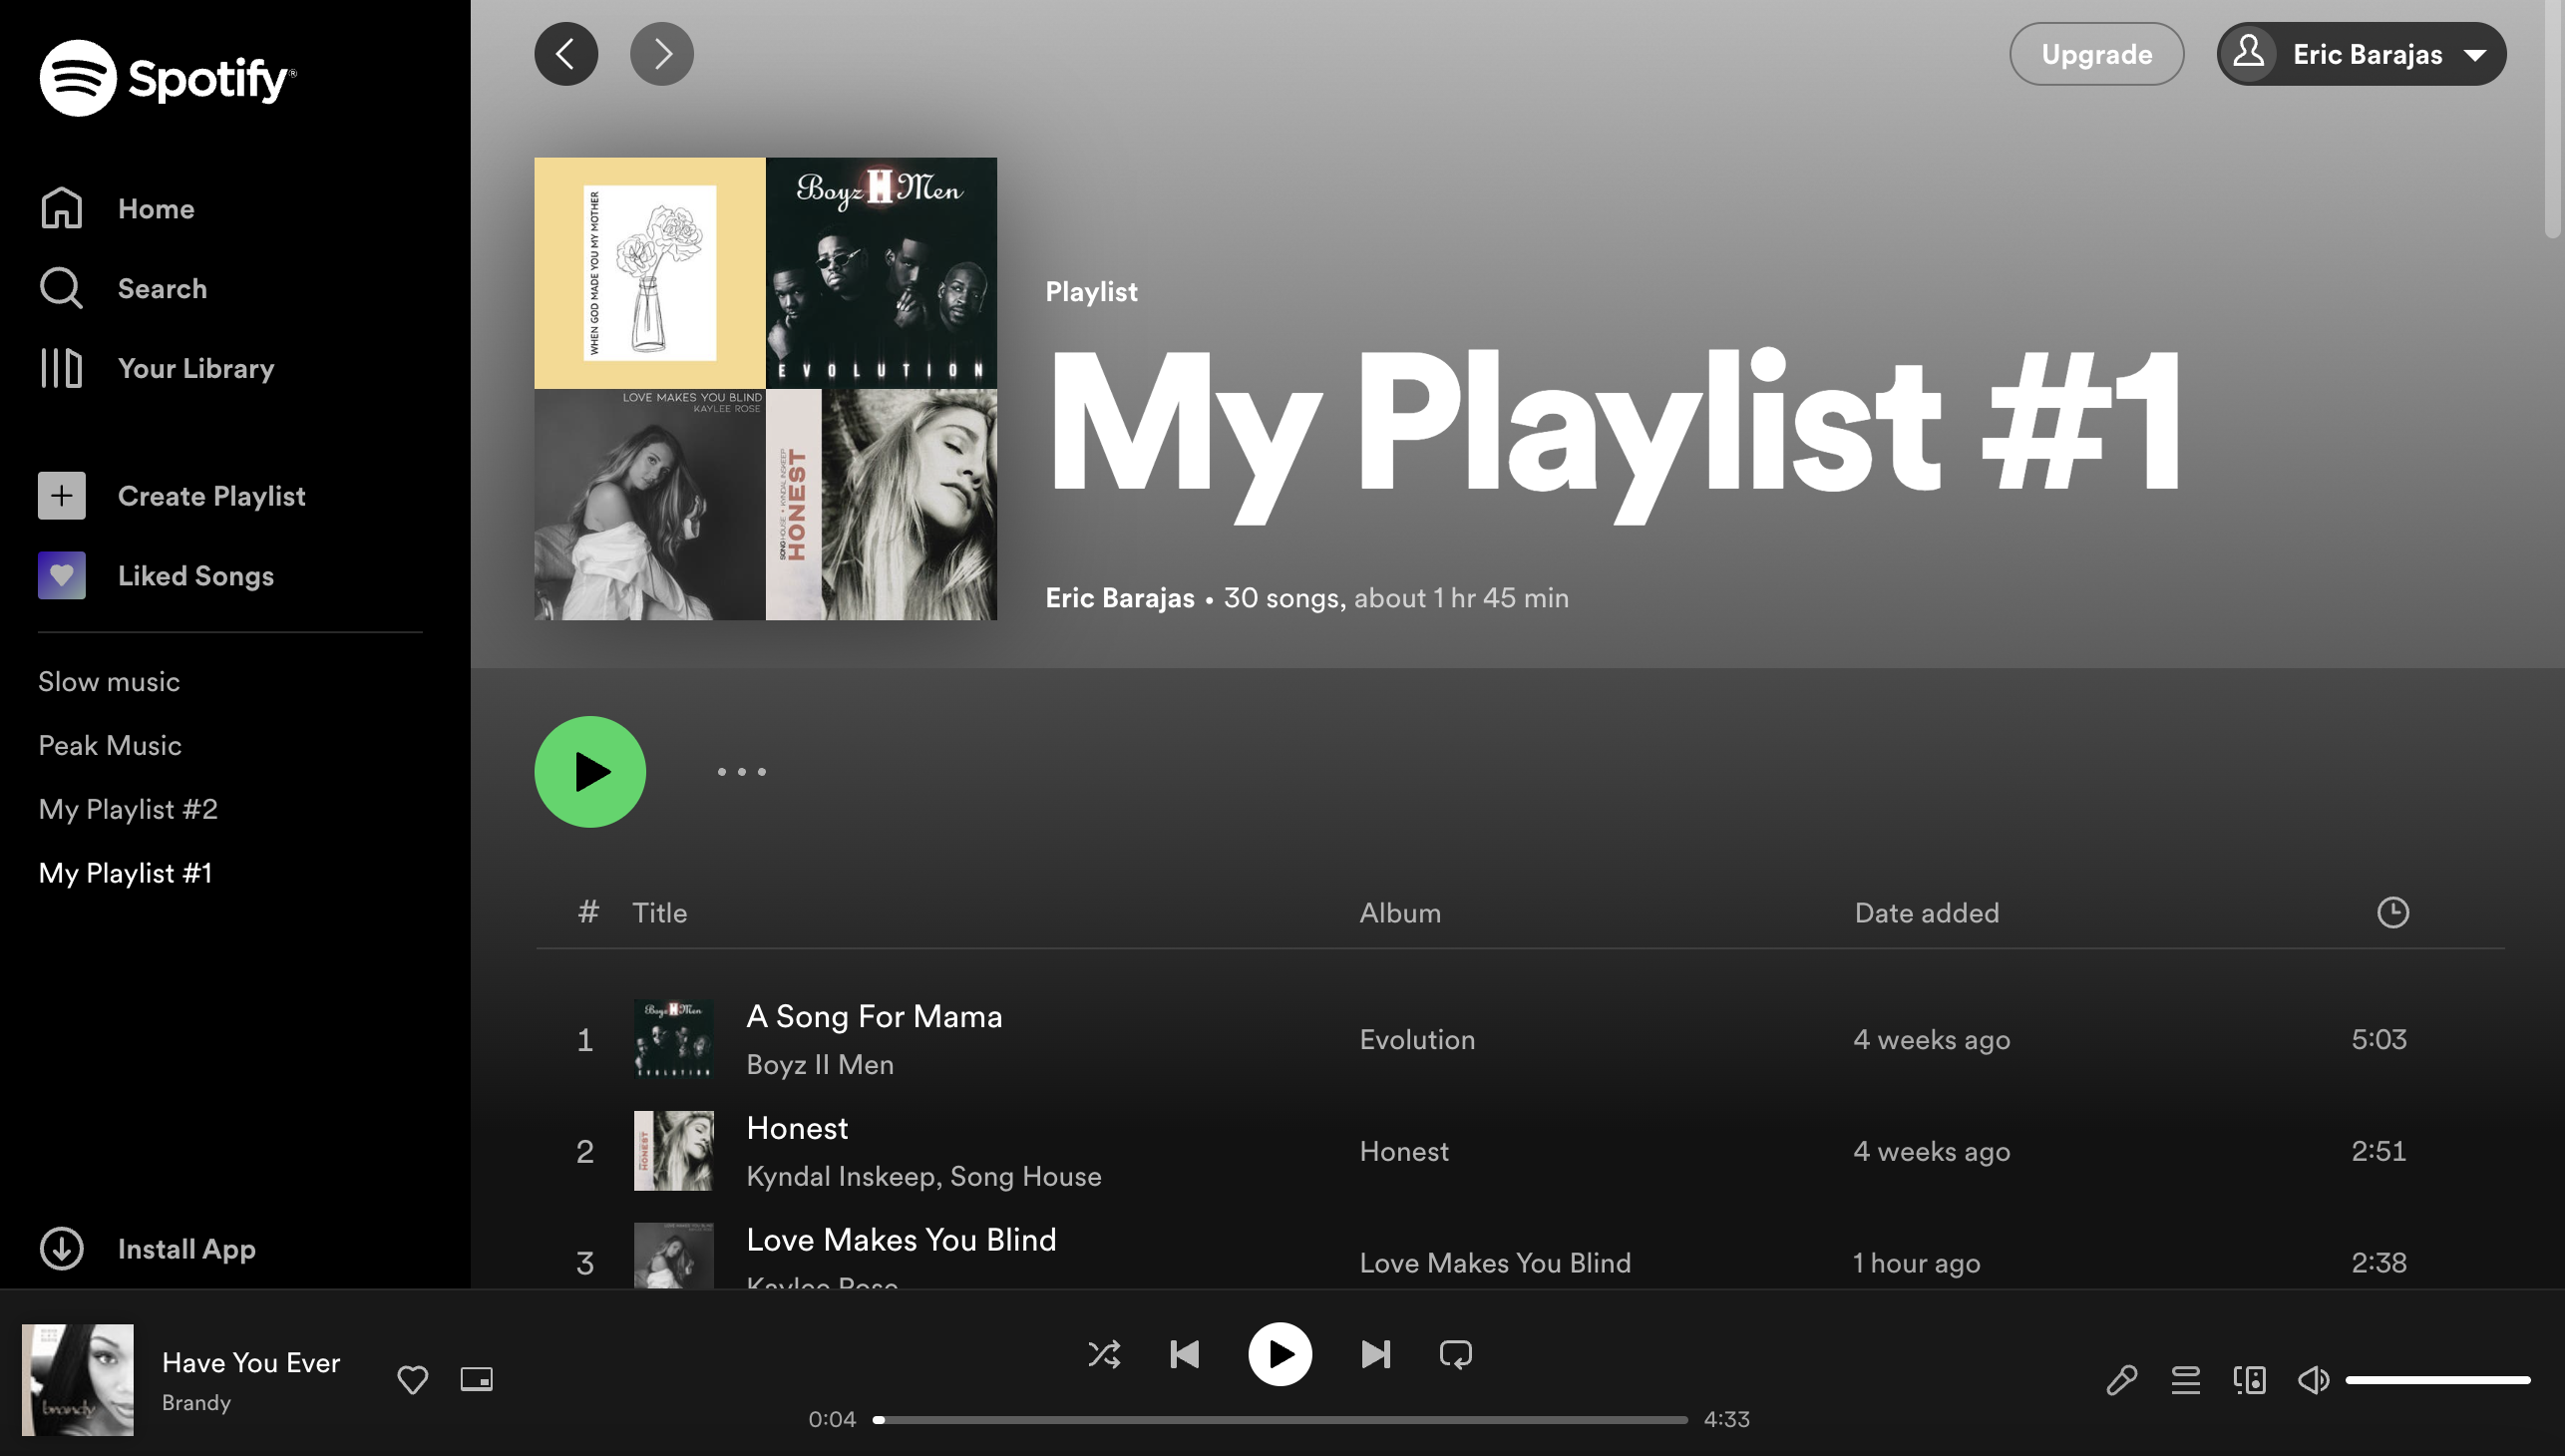 Spotify®
Home
Search
Your Library
Create Playlist
Liked Songs
Slow music
Peak Music
My Playlist #2
My Playlist #1
Install App
Upgrade
Eric Barajas
WHEN GOD MADE YOU MY MOTHER
Boyz II Men
EVOLUTION
LOVE MAKES YOU BLIND
KAYLEE ROSE
SONG HOUSE • KYNDAL INSKEEP
HONEST
Playlist
My Playlist #1
Eric Barajas • 30 songs, about 1 hr 45 min
# Title Album Date added
1 A Song For Mama Evolution 4 weeks ago 5:03
Boyz II Men
Boyz II Men
EVOLUTION
2 Honest Honest 4 weeks ago 2:51
HONEST
Kyndal Inskeep, Song House
3 Love Makes You Blind Love Makes You Blind 1 hour ago 2:38
Kaylee Rose
Have You Ever
Brandy
brandy
0:04
4:33